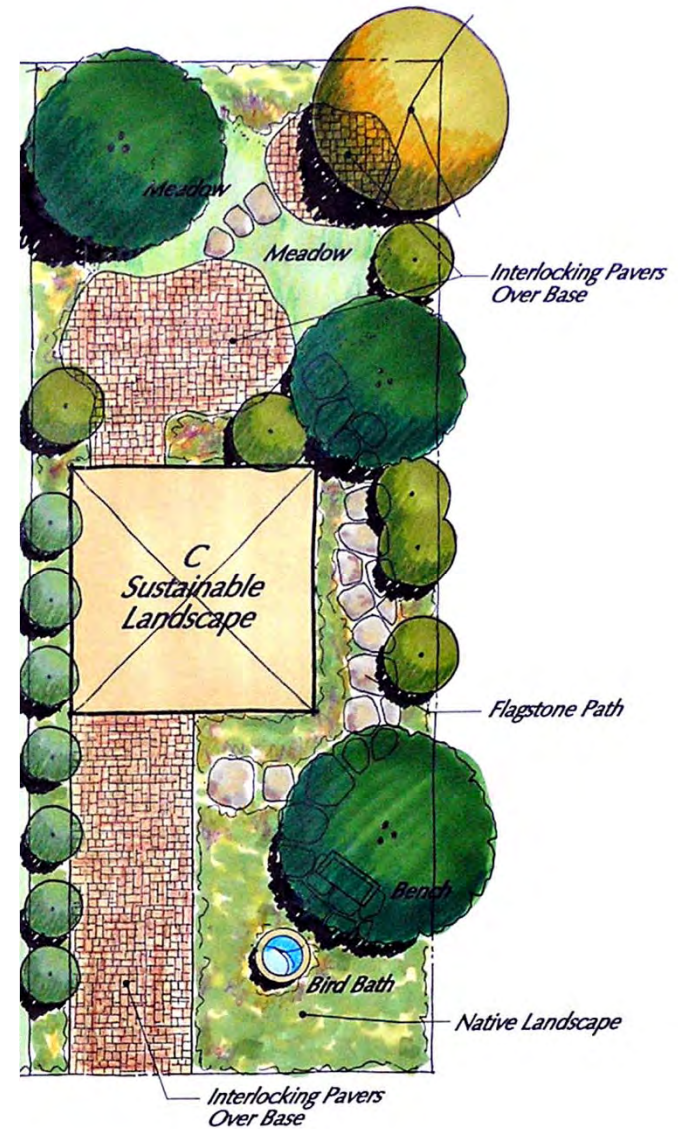 Meadow
Meadow
Interlocking Pavers
Over Base
C
Sustainable
Landscape
Flagstone Path
Bench
Bird Bath
Native Landscape
Interlocking Pavers
Over Base